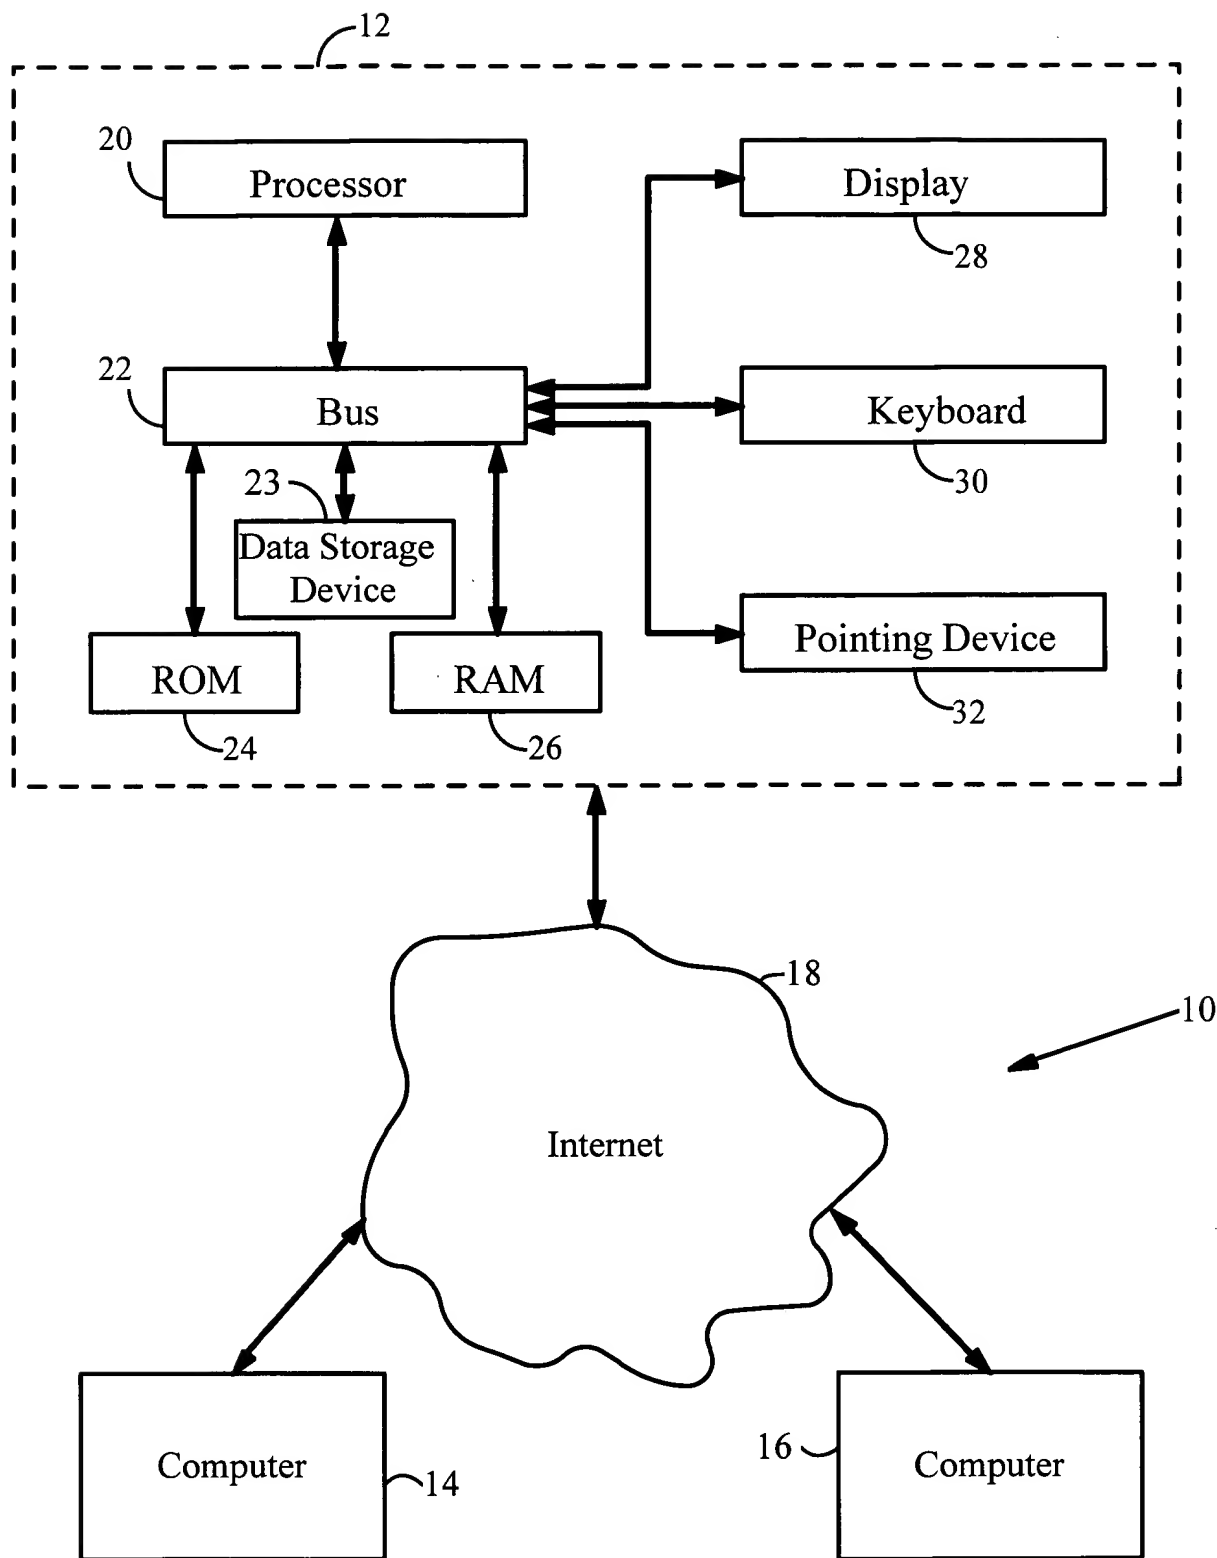 12
20
Processor
Display
28
22
Bus
Keyboard
30
23
Data Storage
Device
Pointing Device
32
ROM
24
RAM
26
18
10
Internet
Computer
14
16
Computer